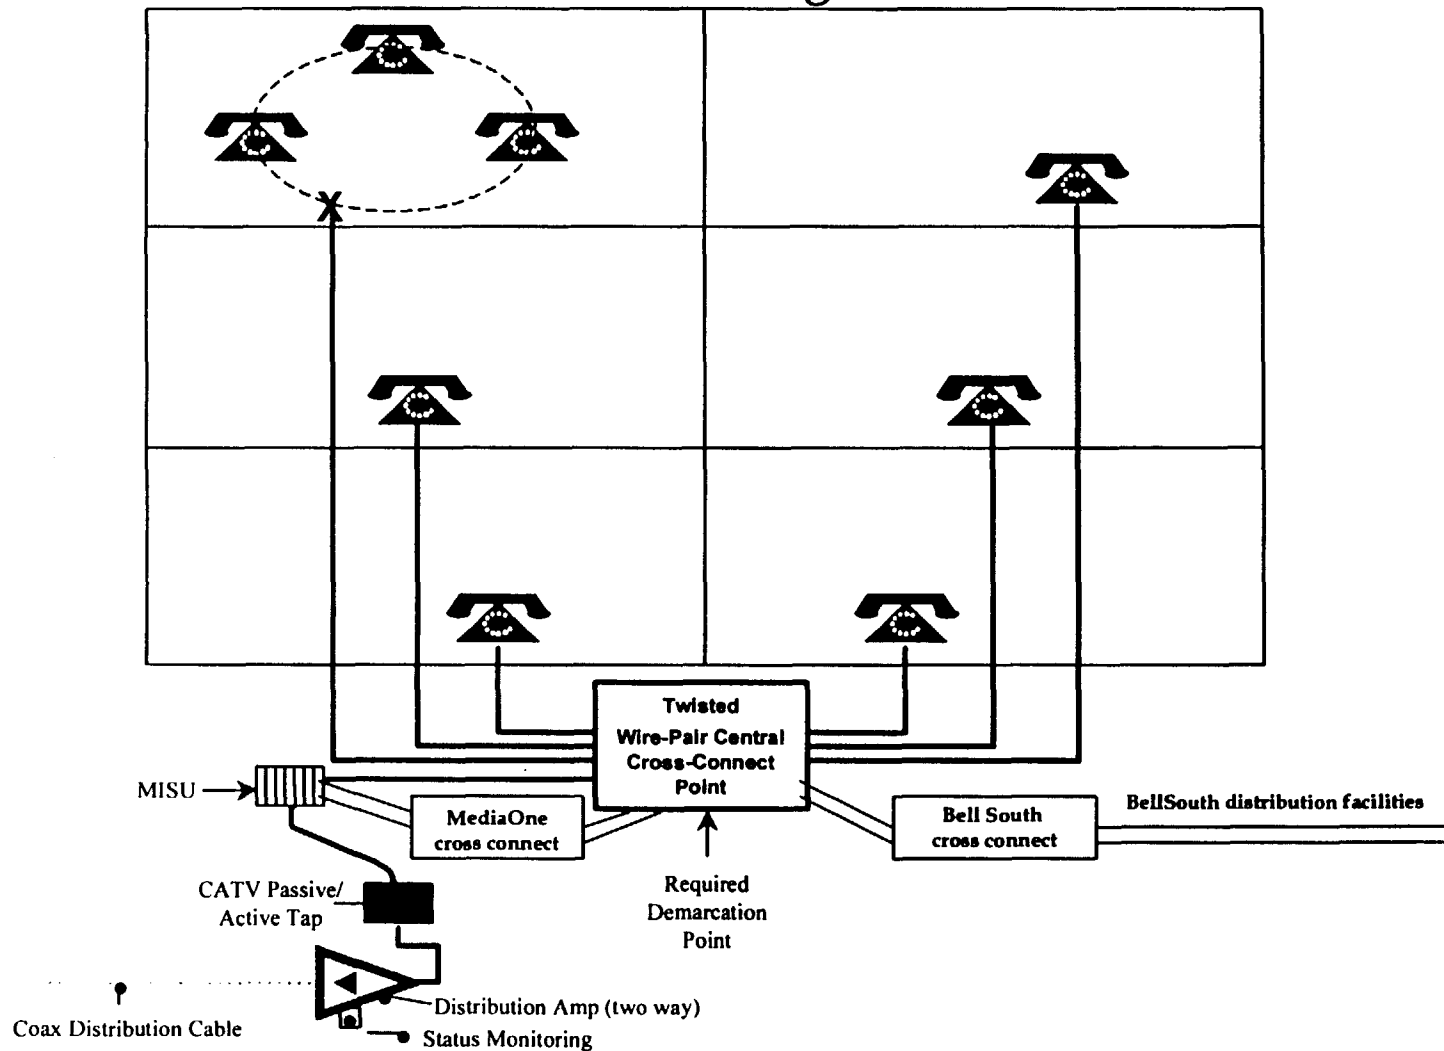 Twisted
Wire-Pair Central
Cross-Connect
Point
MISU
MediaOne
cross connect
Bell South
cross connect
BellSouth distribution facilities
CATV Passive/
Active Tap
Required
Demarcation
Point
Distribution Amp (two way)
Coax Distribution Cable
Status Monitoring